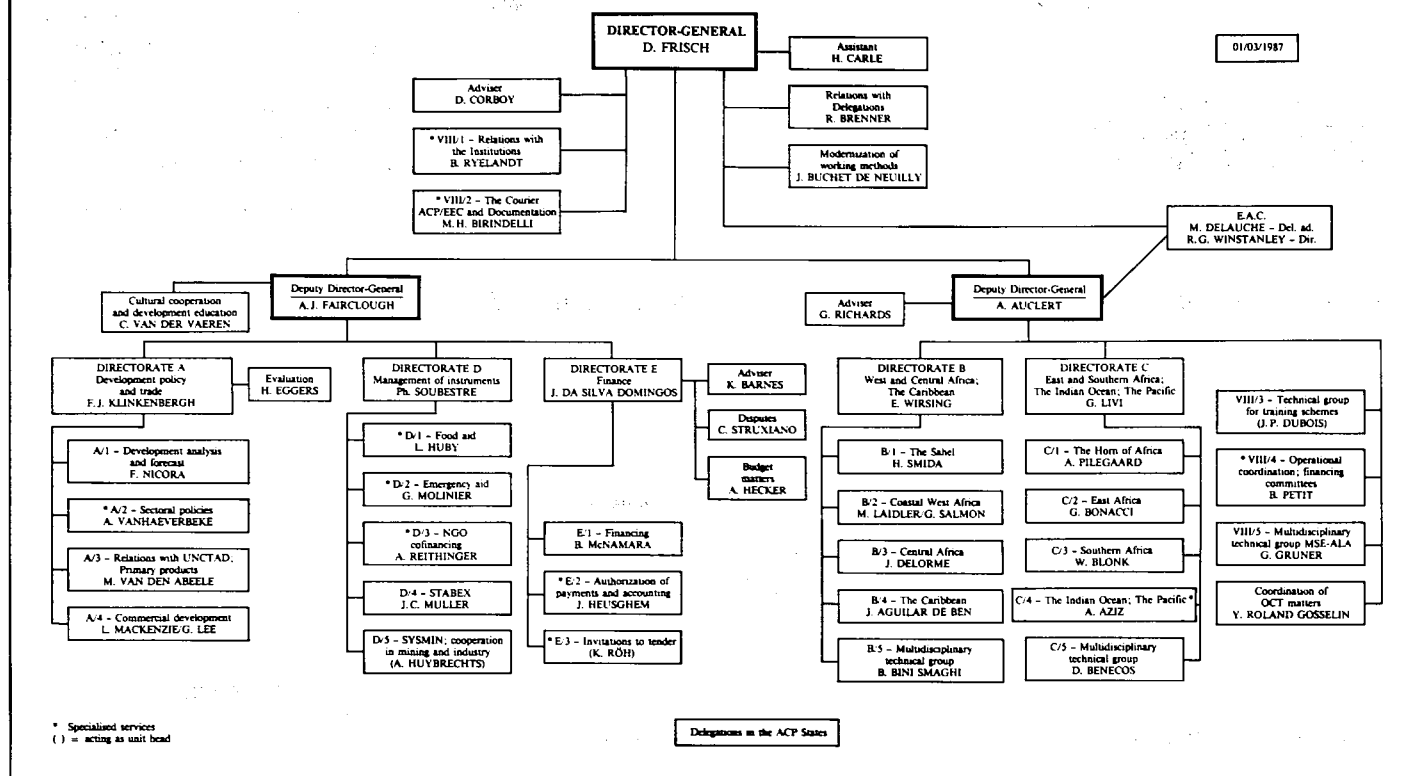 DIRECTOR-GENERAL
D. FRISCH
01/03/1987
Assistant
H. CARLE
Adviser
D. CORBOY
Relations with
Delegations
R. BRENNER
* VIII/1 – Relations with
the Institutions
B. RYELANDT
Modernization of
working methods
J. BUCHET DE NEUILLY
* VIII/2 – The Courier
ACP/EEC and Documentation
M.H. BIRINDELLI
E.A.C.
M. DELAUCHE – Del. ad.
R.G. WINSTANLEY – Dir.
Deputy Director-General
A.J. FAIRCLOUGH
Cultural cooperation
and development education
C. VAN DER VAEREN
Deputy Director-General
A. AUCLERT
Adviser
G. RICHARDS
DIRECTORATE A
Development policy
and trade
F.J. KLINKENBERGH
Evaluation
H. EGGERS
A/1 – Development analysis
and forecast
F. NICORA
* A/2 – Sectoral policies
A. VANHAEVERBEKE
A/3 – Relations with UNCTAD;
Primary products
M. VAN DEN ABEELE
A/4 – Commercial development
L. MACKENZIE/G. LEE
DIRECTORATE D
Management of instruments
Ph. SOUBESTRE
* D/1 – Food aid
L. HUBY
* D/2 – Emergency aid
G. MOLINIER
* D/3 – NGO
cofinancing
A. REITHINGER
D/4 – STABEX
J.C. MULLER
D/5 – SYSMIN; cooperation
in mining and industry
(A. HUYBRECHTS)
DIRECTORATE E
Finance
J. DA SILVA DOMINGOS
Adviser
K. BARNES
Disputes
C. STRUXIANO
Budget
matters
A. HECKER
E/1 – Financing
B. McNAMARA
* E/2 – Authorization of
payments and accounting
J. HEUSGHEM
* E/3 – Invitations to tender
(K. RÖH)
DIRECTORATE B
West and Central Africa;
The Caribbean
E. WIRSING
B/1 – The Sahel
H. SMIDA
B/2 – Coastal West Africa
M. LAIDLER/G. SALMON
B/3 – Central Africa
J. DELORME
B/4 – The Caribbean
J. AGUILAR DE BEN
B/5 – Multidisciplinary
technical group
B. BINI SMAGHI
DIRECTORATE C
East and Southern Africa;
The Indian Ocean; The Pacific
G. LIVI
C/1 – The Horn of Africa
A. PILEGAARD
C/2 – East Africa
G. BONACCI
C/3 – Southern Africa
W. BLONK
C/4 – The Indian Ocean; The Pacific *
A. AZIZ
C/5 – Multidisciplinary
technical group
D. BENECOS
VIII/3 – Technical group
for training schemes
(J.P. DUBOIS)
* VIII/4 – Operational
coordination; financing
committees
B. PETIT
VIII/5 – Multidisciplinary
technical group MSE-ALA
G. GRUNER
Coordination of
OCT matters
Y. ROLAND GOSSELIN
* Specialised services
( ) = acting as unit head
Delegations in the ACP States